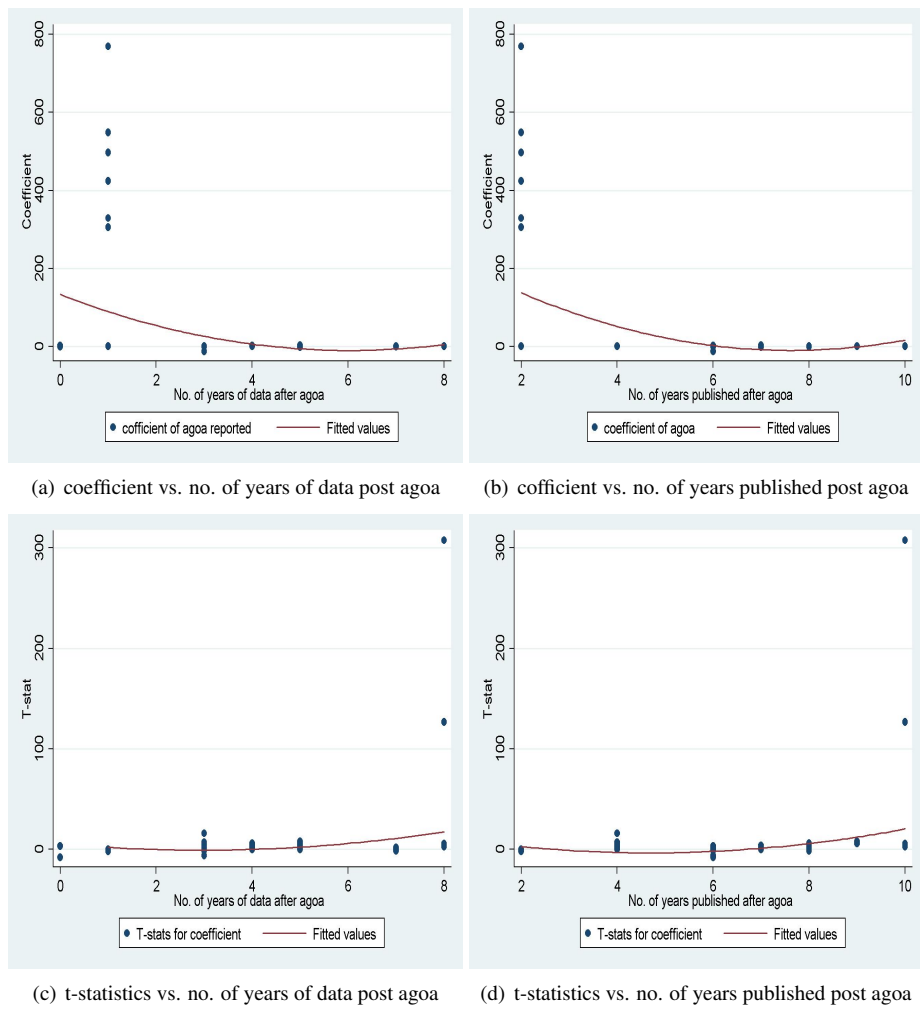 800
600
400
200
0
Coefficient
0 2 4 6 8
No. of years of data after agoa
cofficient of agoa reported Fitted values
(a) coefficient vs. no. of years of data post agoa
800
600
400
200
0
Coefficient
2 4 6 8 10
No. of years published after agoa
coefficient of agoa Fitted values
(b) cofficient vs. no. of years published post agoa
300
200
100
0
T-stat
0 2 4 6 8
No. of years of data after agoa
T-stats for coefficient Fitted values
(c) t-statistics vs. no. of years of data post agoa
300
200
100
0
T-stat
2 4 6 8 10
No. of years published after agoa
T-stats for coefficient Fitted values
(d) t-statistics vs. no. of years published post agoa